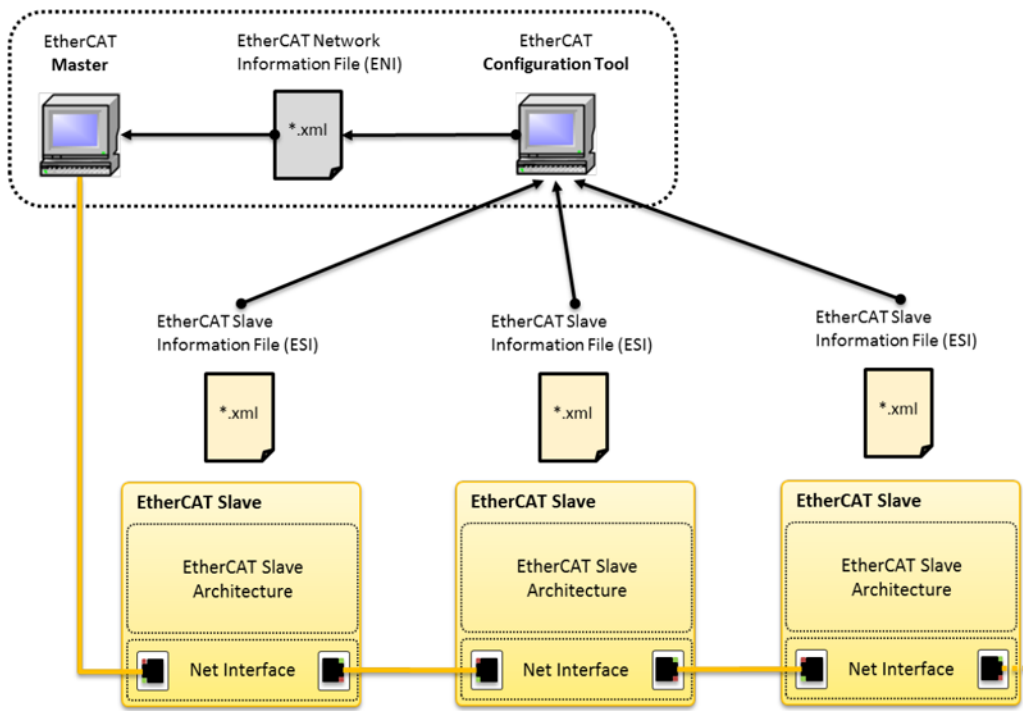 EtherCAT
Master
EtherCAT Network
Information File (ENI)
EtherCAT
Configuration Tool
*.xml
EtherCAT Slave
Information File (ESI)
EtherCAT Slave
Information File (ESI)
EtherCAT Slave
Information File (ESI)
*.xml
*.xml
*.xml
EtherCAT Slave
EtherCAT Slave
EtherCAT Slave
EtherCAT Slave
Architecture
EtherCAT Slave
Architecture
EtherCAT Slave
Architecture
Net Interface
Net Interface
Net Interface